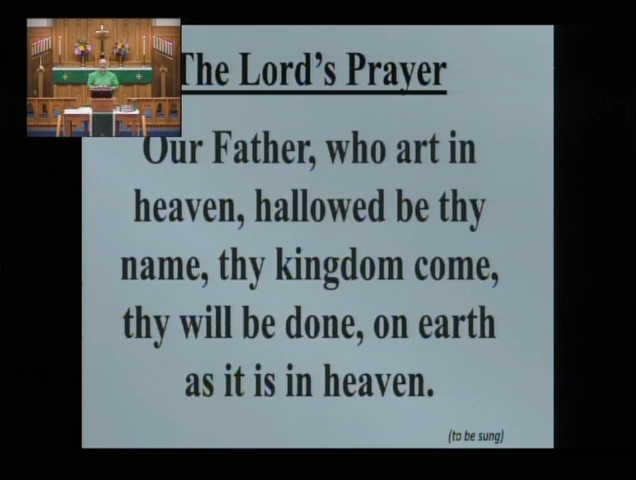 The Lord's Prayer
Our Father, who art in
heaven, hallowed be thy
name, thy kingdom come,
thy will be done, on earth
as it is in heaven.
(to be sung)